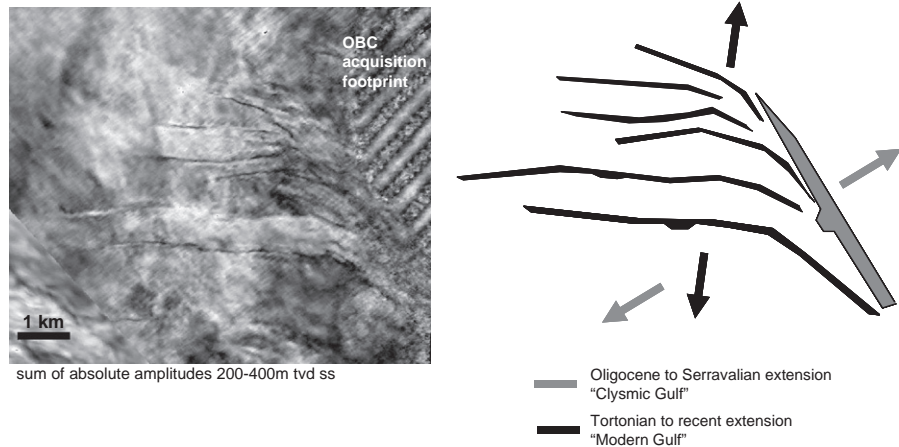 OBC
acquisition
footprint
1 km
sum of absolute amplitudes 200-400m tvd ss
Oligocene to Serravalian extension
“Clysmic Gulf”
Tortonian to recent extension
“Modern Gulf”